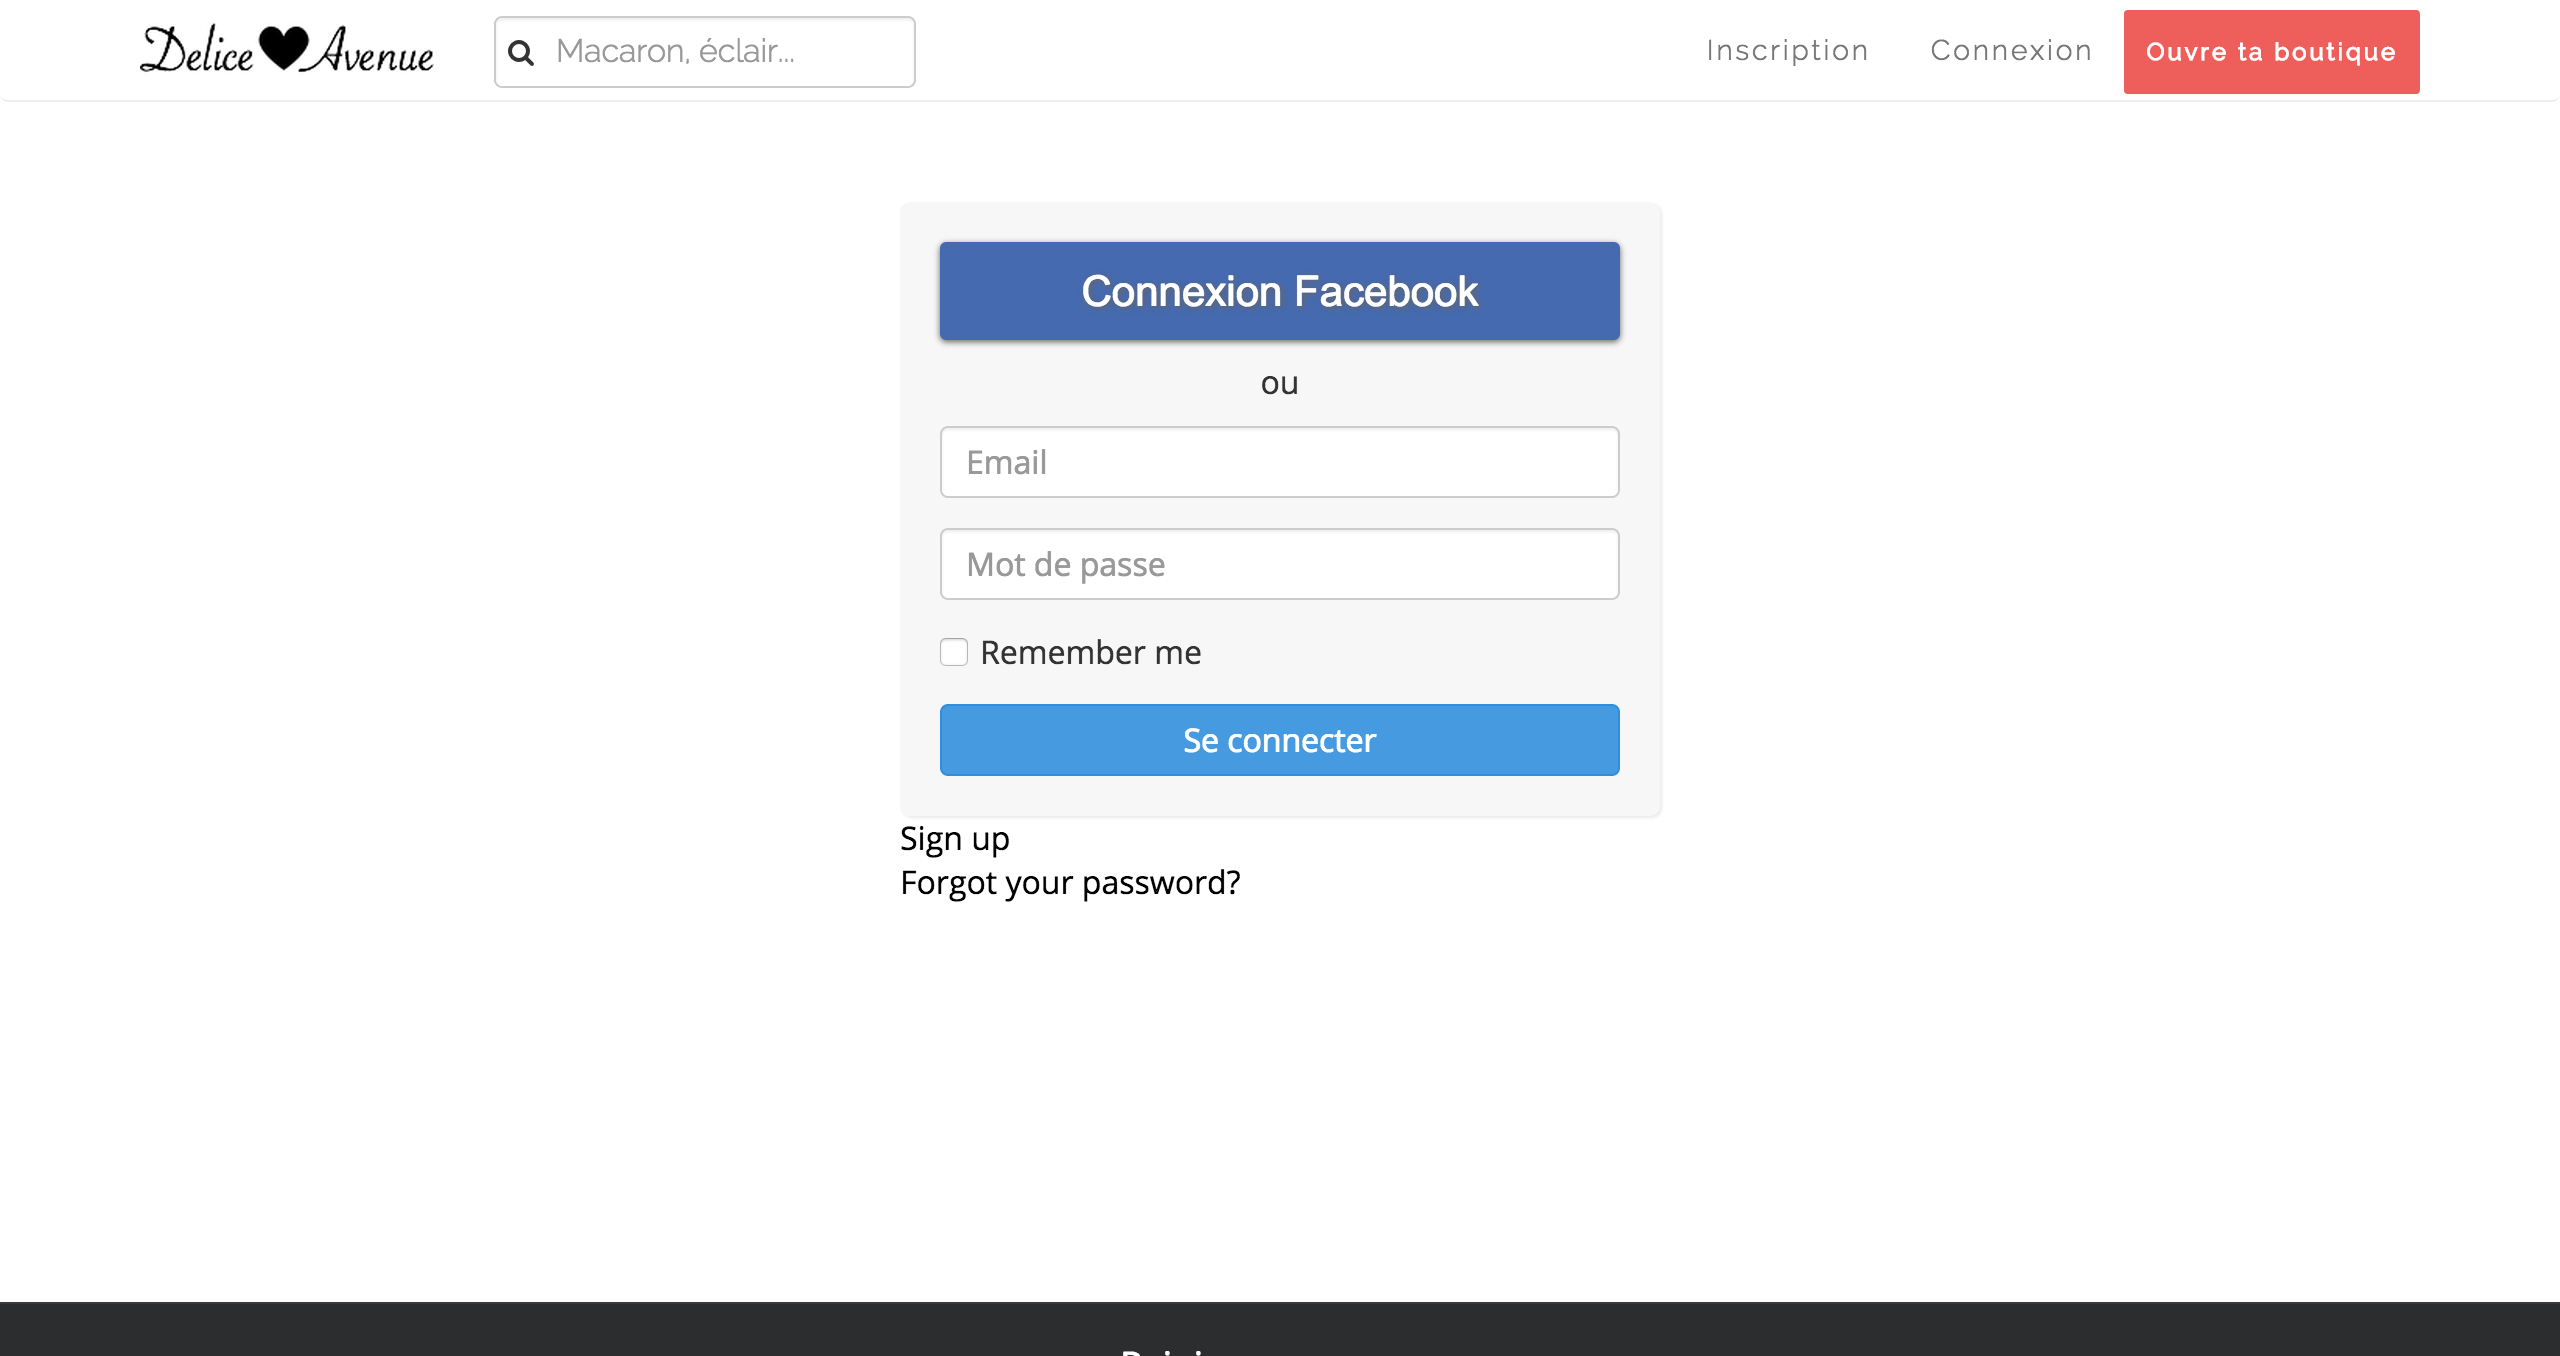 Delice Avenue
Macaron, éclair...
Inscription
Connexion
Ouvre ta boutique
Connexion Facebook
ou
Email
Mot de passe
Remember me
Se connecter
Sign up
Forgot your password?